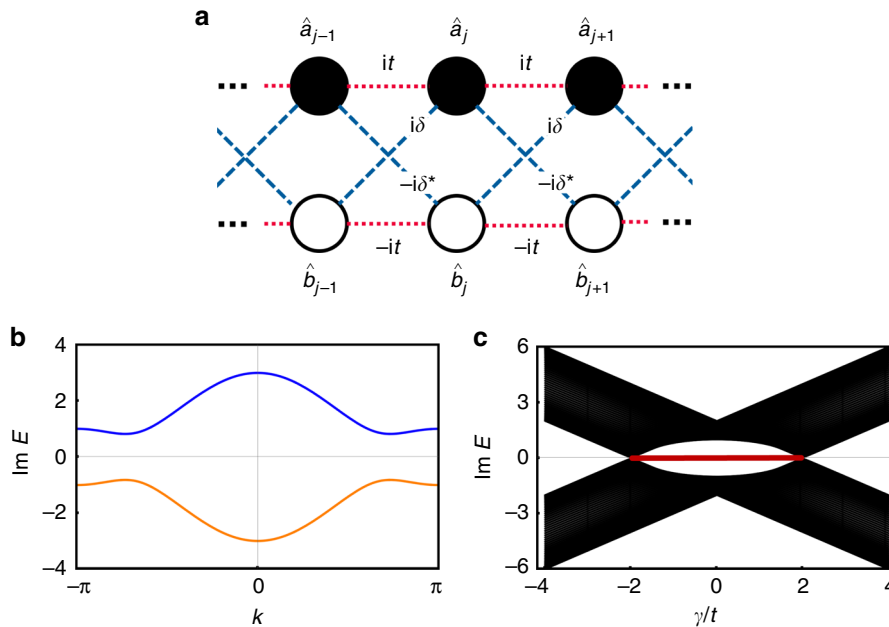 a
â_{j−1} â_j â_{j+1}
it it
iδ iδ
−iδ* −iδ*
−it −it
b̂_{j−1} b̂_j b̂_{j+1}
b
4
2
0
−2
−4
Im E
−π 0 π
k
c
6
3
0
−3
−6
Im E
−4 −2 0 2 4
γ/t